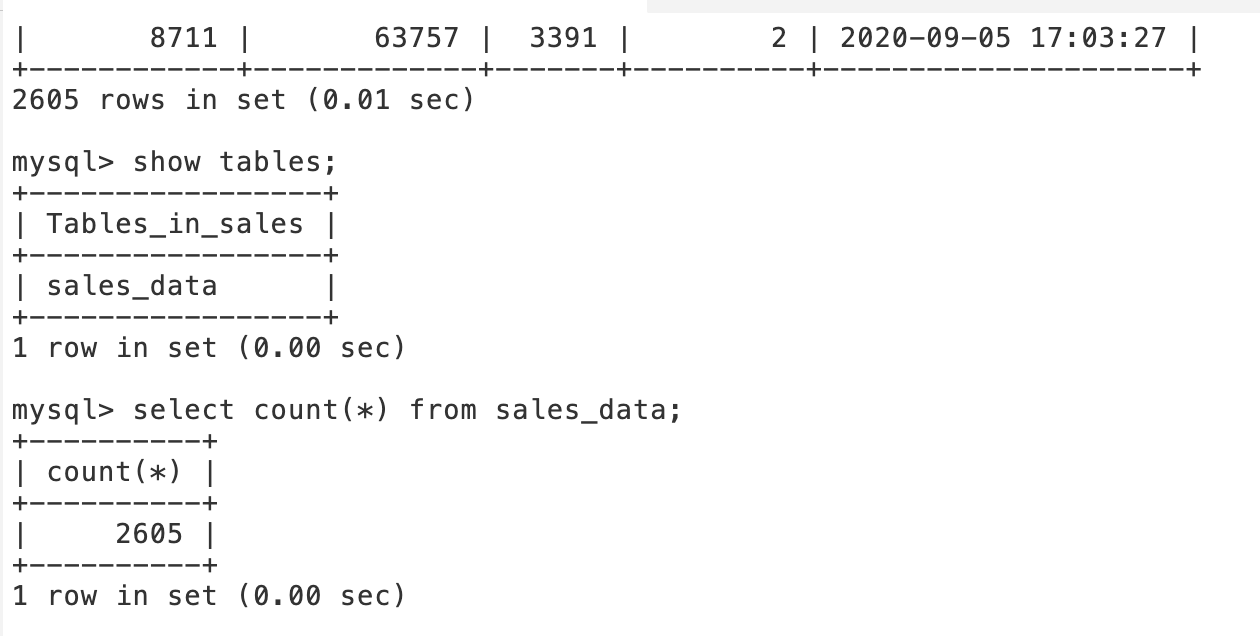 |        8711 |       63757 |  3391 |        2 | 2020-09-05 17:03:27 |
+-------------+-------------+-------+----------+---------------------+
2605 rows in set (0.01 sec)
mysql> show tables;
+-----------------+
| Tables_in_sales |
+-----------------+
| sales_data      |
+-----------------+
1 row in set (0.00 sec)
mysql> select count(*) from sales_data;
+----------+
| count(*) |
+----------+
|     2605 |
+----------+
1 row in set (0.00 sec)